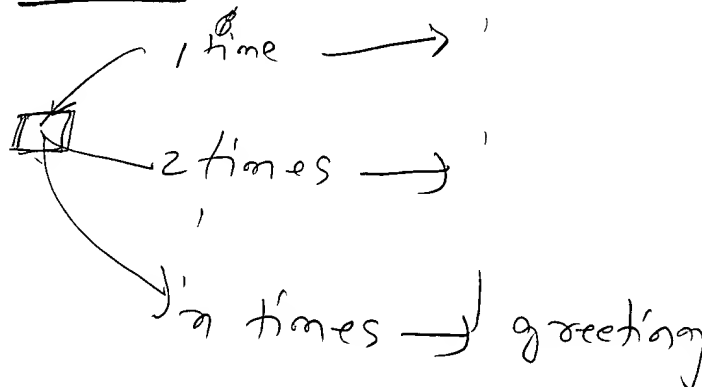 1 time → '
2 times → '
'
'n times → greeting